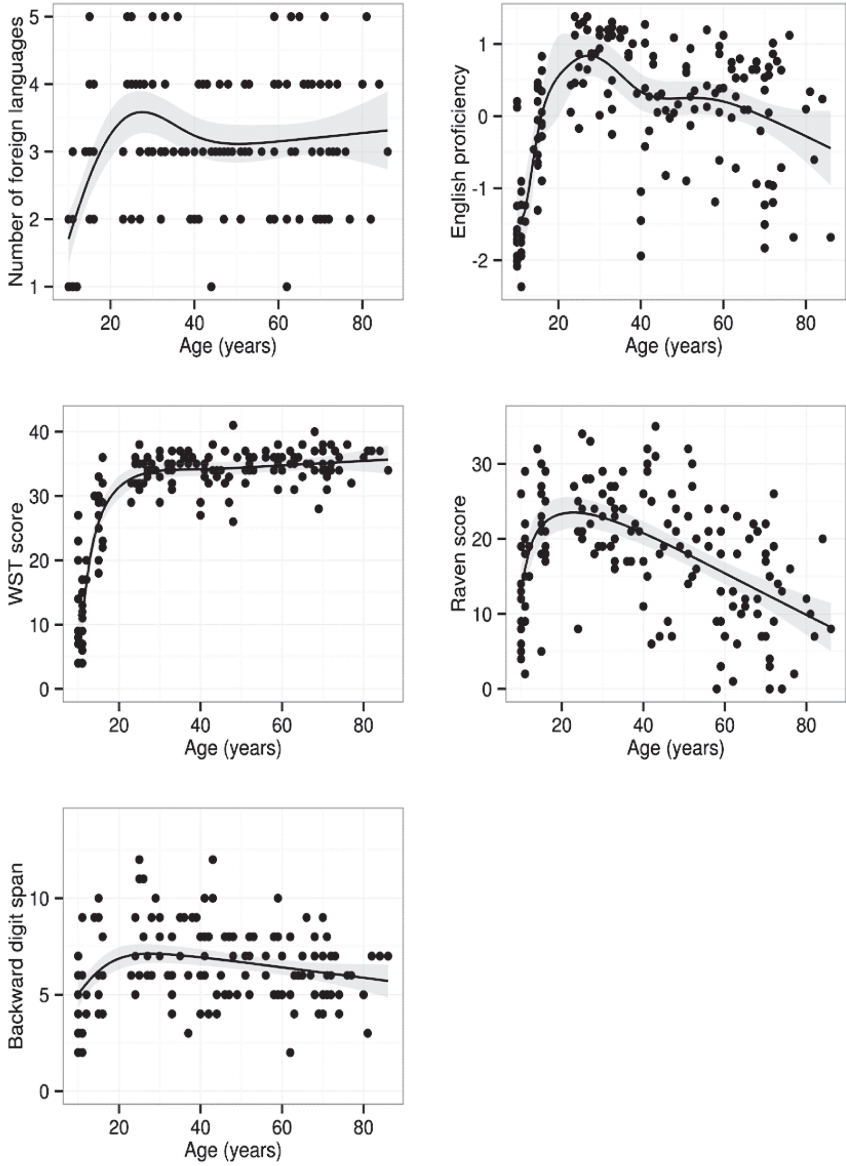 Number of foreign languages
5
4
3
2
1
20 40 60 80
Age (years)
English proficiency
1
0
-1
-2
20 40 60 80
Age (years)
WST score
40
30
20
10
0
20 40 60 80
Age (years)
Raven score
30
20
10
0
20 40 60 80
Age (years)
Backward digit span
10
5
0
20 40 60 80
Age (years)